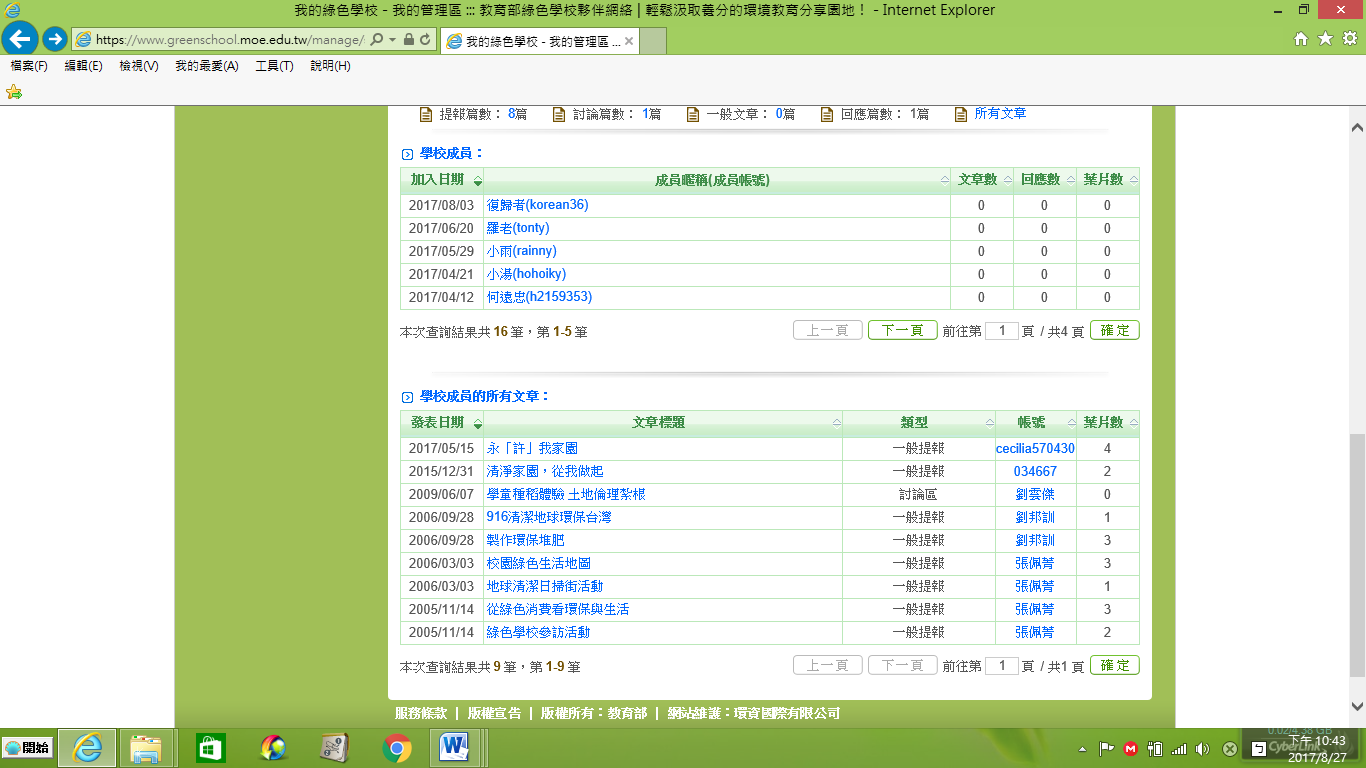 我的綠色學校 - 我的管理區 ::: 教育部綠色學校夥伴網絡 | 輕鬆汲取養分的環境教育分享園地！ - Internet Explorer
https://www.greenschool.moe.edu.tw/manage/
我的綠色學校 - 我的管理區 ...
檔案(F) 編輯(E) 檢視(V) 我的最愛(A) 工具(T) 說明(H)
提報篇數： 8篇 討論篇數： 1篇 一般文章： 0篇 回應篇數： 1篇 所有文章
學校成員：
加入日期 成員暱稱(成員帳號) 文章數 回應數 葉片數
2017/08/03 復歸者(korean36) 0 0 0
2017/06/20 羅老(tonty) 0 0 0
2017/05/29 小雨(rainny) 0 0 0
2017/04/21 小湯(hohoiky) 0 0 0
2017/04/12 何遠忠(h2159353) 0 0 0
本次查詢結果共 16 筆，第 1-5 筆 上一頁 下一頁 前往第 1 頁 / 共4 頁 確定
學校成員的所有文章：
發表日期 文章標題 類型 帳號 葉片數
2017/05/15 永「許」我家園 一般提報 cecilia570430 4
2015/12/31 清淨家園，從我做起 一般提報 034667 2
2009/06/07 學童種稻體驗 土地倫理紮根 討論區 劉雲傑 0
2006/09/28 916清潔地球環保台灣 一般提報 劉邦訓 1
2006/09/28 製作環保堆肥 一般提報 劉邦訓 3
2006/03/03 校園綠色生活地圖 一般提報 張佩菁 3
2006/03/03 地球清潔日掃街活動 一般提報 張佩菁 1
2005/11/14 從綠色消費看環保與生活 一般提報 張佩菁 3
2005/11/14 綠色學校參訪活動 一般提報 張佩菁 2
本次查詢結果共 9 筆，第 1-9 筆 上一頁 下一頁 前往第 1 頁 / 共1 頁 確定
服務條款 | 版權宣告 | 版權所有：教育部 | 網站維護：環資國際有限公司
開始
0.02/4.38 GB
CyberLink
下午 10:43
2017/8/27